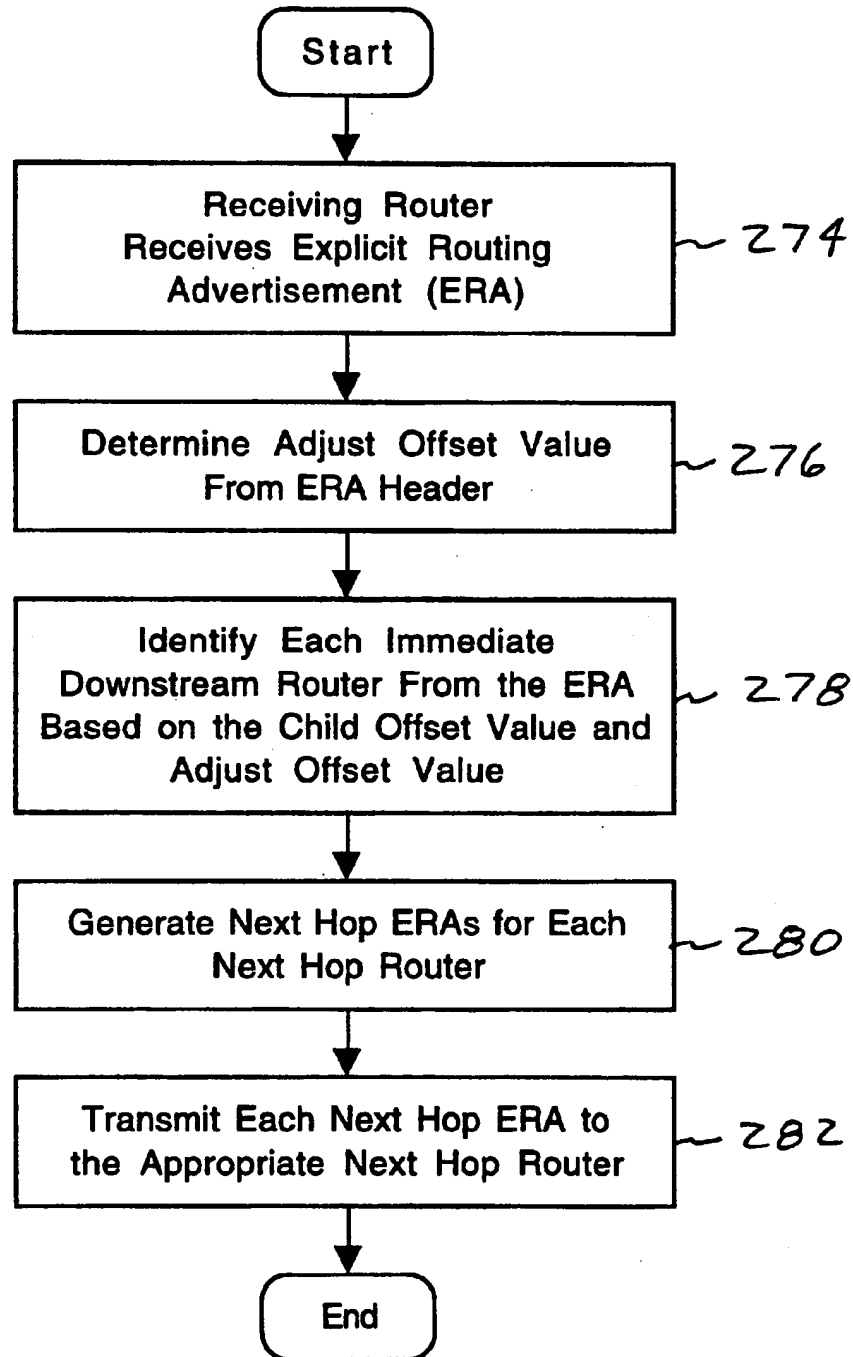 Start
Receiving Router
Receives Explicit Routing
Advertisement (ERA)
274
Determine Adjust Offset Value
From ERA Header
276
Identify Each Immediate
Downstream Router From the ERA
Based on the Child Offset Value and
Adjust Offset Value
278
Generate Next Hop ERAs for Each
Next Hop Router
280
Transmit Each Next Hop ERA to
the Appropriate Next Hop Router
282
End